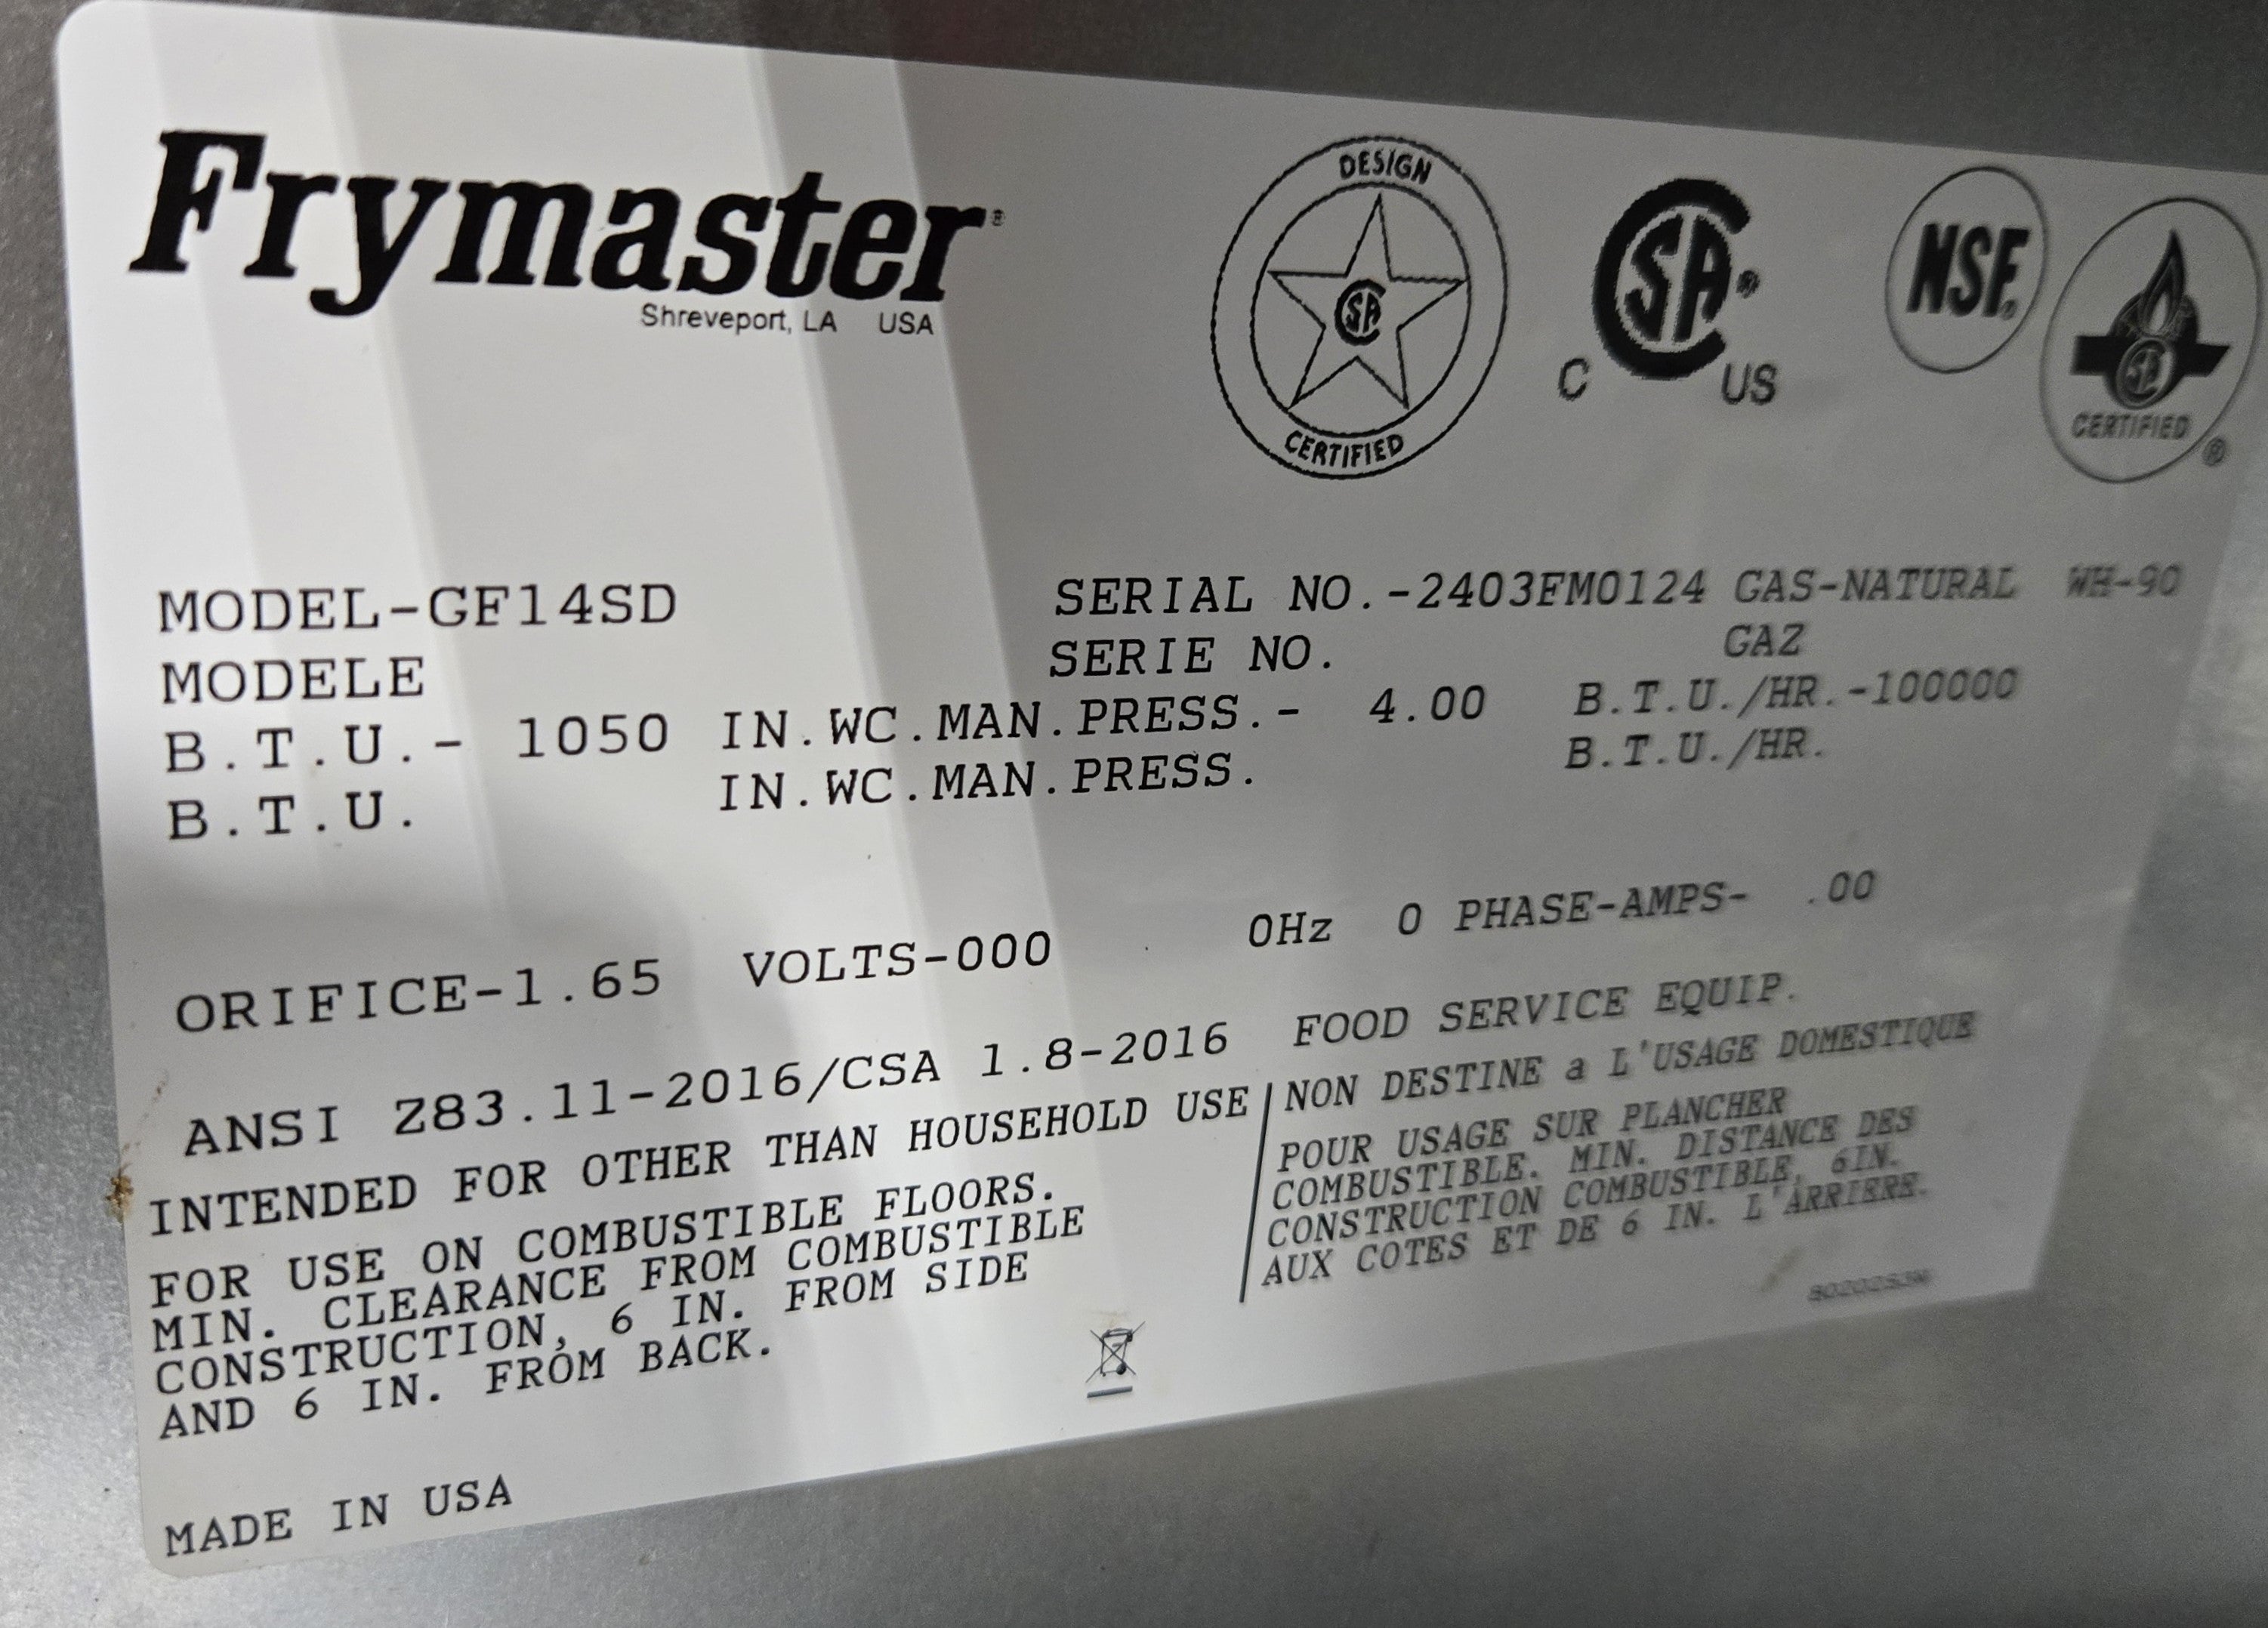 Frymaster®
Shreveport, LA USA
DESIGN
SA
CERTIFIED
SA®
C US
NSF®
SA
CERTIFIED
®
MODEL-GF14SD SERIAL NO.-2403FM0124 GAS-NATURAL WH-90
MODELE SERIE NO. GAZ
B.T.U.- 1050 IN.WC.MAN.PRESS.- 4.00 B.T.U./HR.-100000
B.T.U. IN.WC.MAN.PRESS. B.T.U./HR.
ORIFICE-1.65 VOLTS-000 0Hz 0 PHASE-AMPS- .00
ANSI Z83.11-2016/CSA 1.8-2016 FOOD SERVICE EQUIP.
INTENDED FOR OTHER THAN HOUSEHOLD USE
FOR USE ON COMBUSTIBLE FLOORS.
MIN. CLEARANCE FROM COMBUSTIBLE
CONSTRUCTION, 6 IN. FROM SIDE
AND 6 IN. FROM BACK.
NON DESTINE a L'USAGE DOMESTIQUE
POUR USAGE SUR PLANCHER
COMBUSTIBLE. MIN. DISTANCE DES
CONSTRUCTION COMBUSTIBLE, 6IN.
AUX COTES ET DE 6 IN. L'ARRIERE.
MADE IN USA